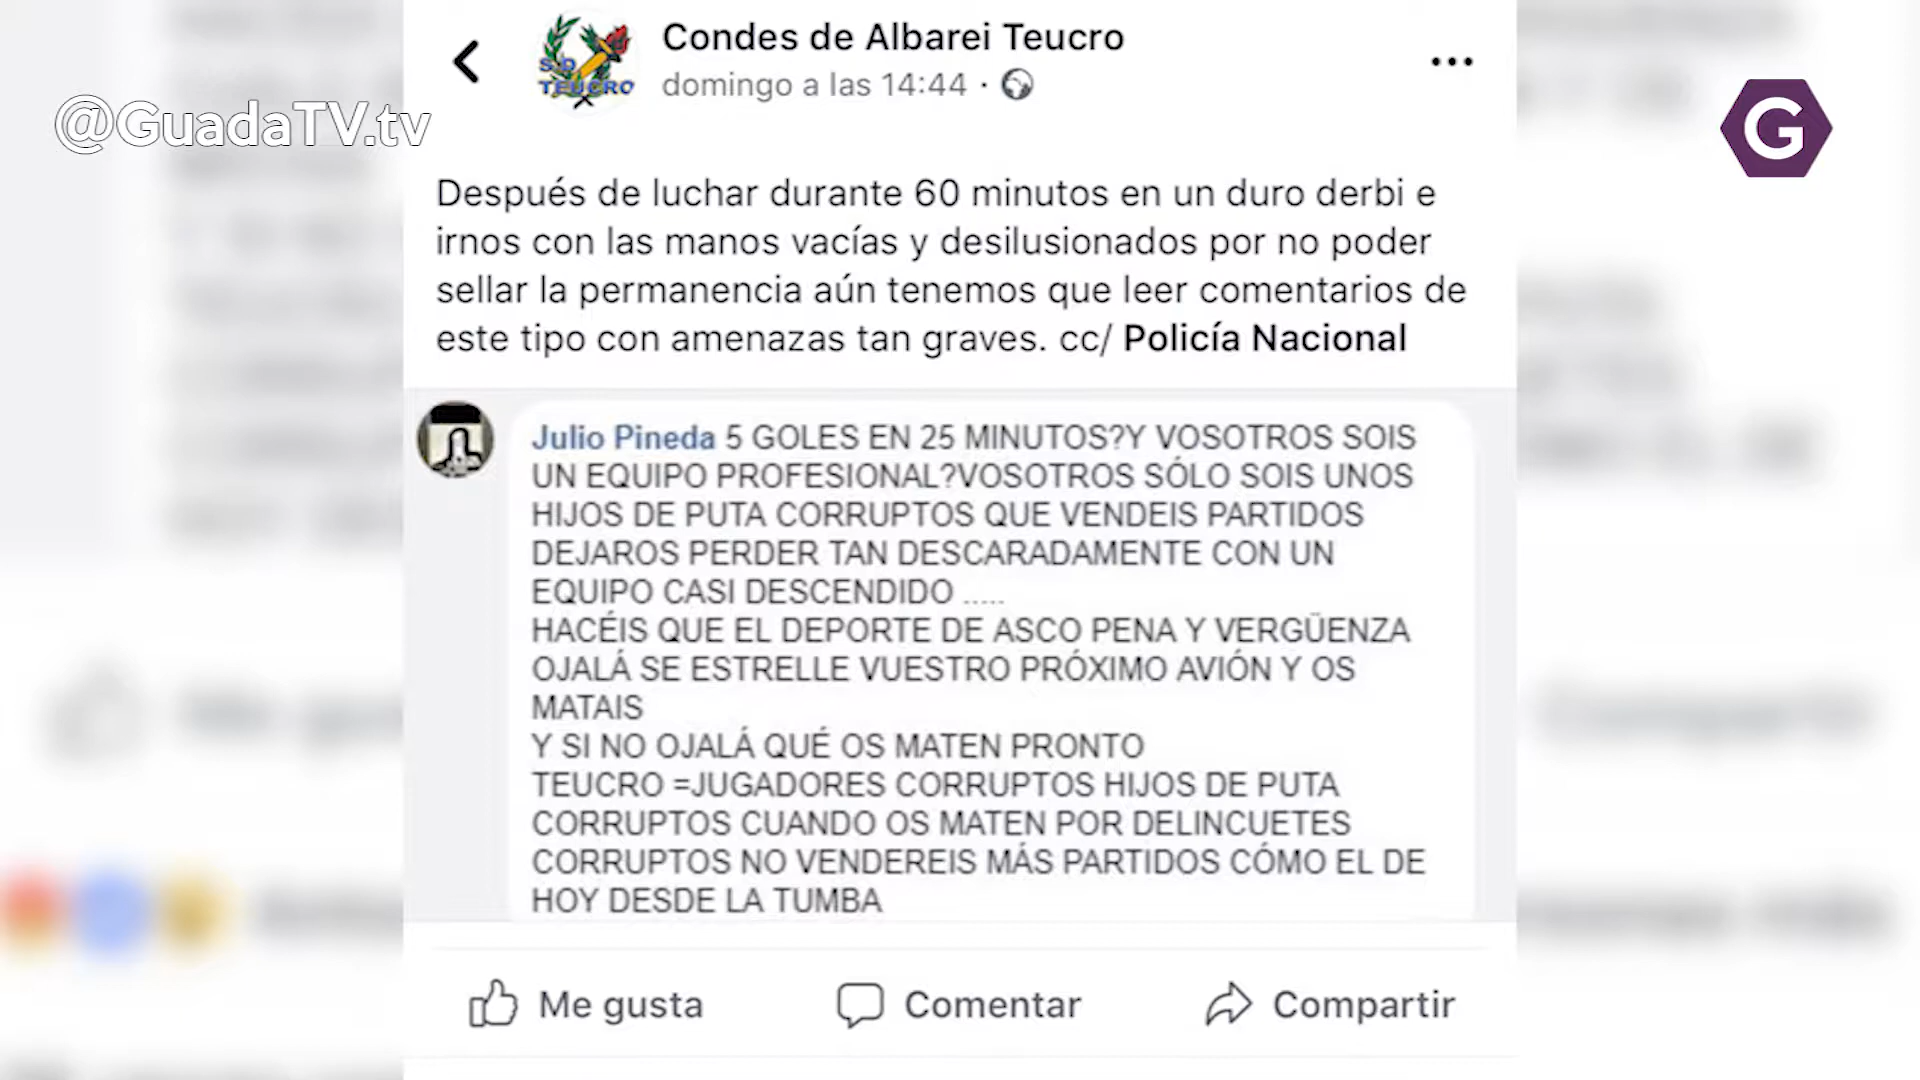 Condes de Albarei Teucro
domingo a las 14:44 ·
S.D.
TEUCRO
@GuadaTV.tv
G
Después de luchar durante 60 minutos en un duro derbi e
irnos con las manos vacías y desilusionados por no poder
sellar la permanencia aún tenemos que leer comentarios de
este tipo con amenazas tan graves. cc/ Policía Nacional
Julio Pineda 5 GOLES EN 25 MINUTOS?Y VOSOTROS SOIS
UN EQUIPO PROFESIONAL?VOSOTROS SÓLO SOIS UNOS
HIJOS DE PUTA CORRUPTOS QUE VENDEIS PARTIDOS
DEJAROS PERDER TAN DESCARADAMENTE CON UN
EQUIPO CASI DESCENDIDO .....
HACÉIS QUE EL DEPORTE DE ASCO PENA Y VERGÜENZA
OJALÁ SE ESTRELLE VUESTRO PRÓXIMO AVIÓN Y OS
MATAIS
Y SI NO OJALÁ QUÉ OS MATEN PRONTO
TEUCRO =JUGADORES CORRUPTOS HIJOS DE PUTA
CORRUPTOS CUANDO OS MATEN POR DELINCUETES
CORRUPTOS NO VENDEREIS MÁS PARTIDOS CÓMO EL DE
HOY DESDE LA TUMBA
Me gusta
Comentar
Compartir